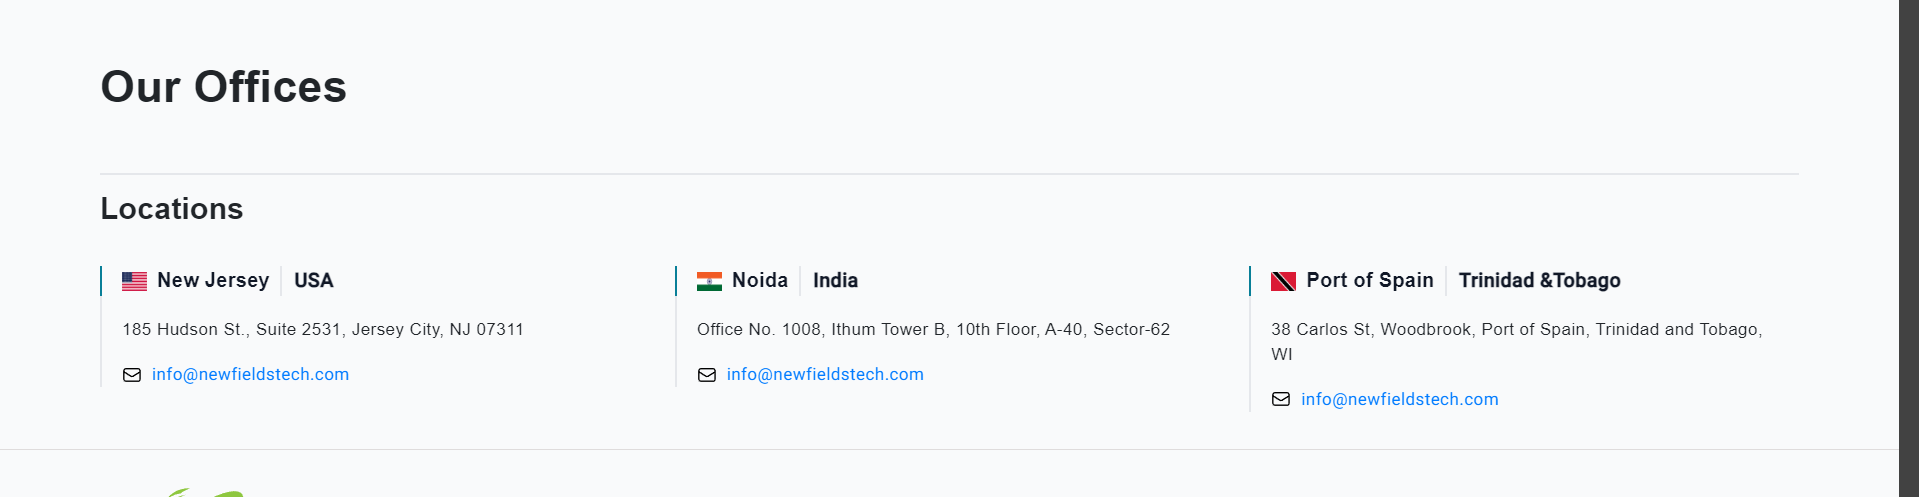 Our Offices
Locations
New Jersey USA
185 Hudson St., Suite 2531, Jersey City, NJ 07311
info@newfieldstech.com
Noida India
Office No. 1008, Ithum Tower B, 10th Floor, A-40, Sector-62
info@newfieldstech.com
Port of Spain Trinidad &Tobago
38 Carlos St, Woodbrook, Port of Spain, Trinidad and Tobago,
WI
info@newfieldstech.com